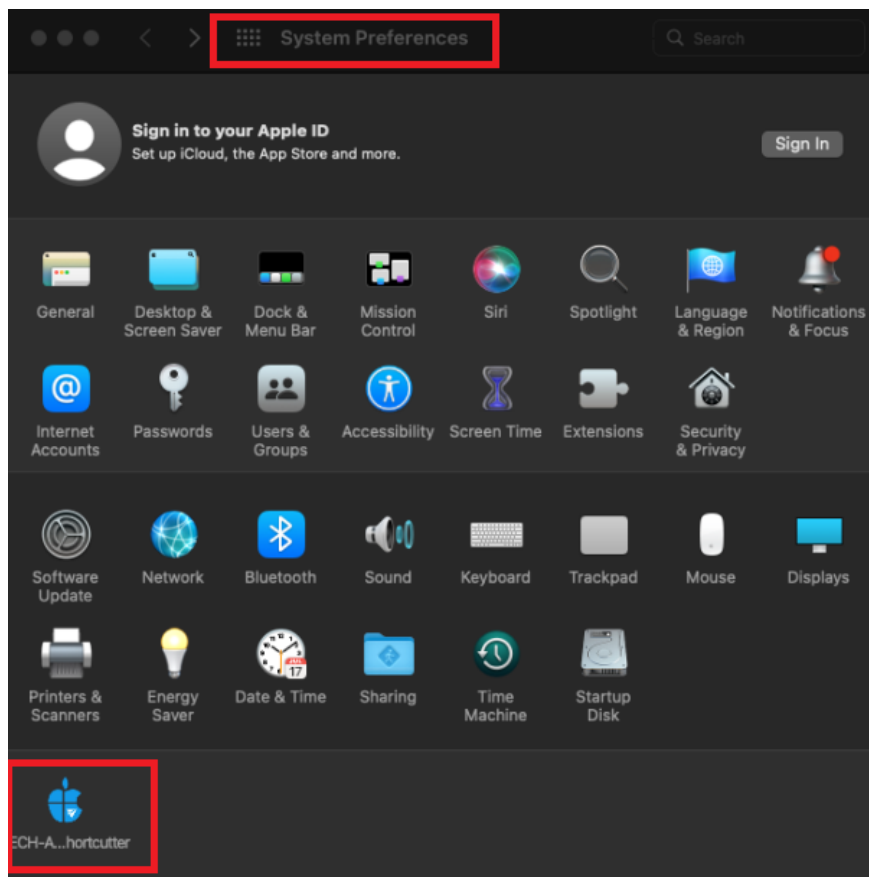 System Preferences
Search
Sign in to your Apple ID
Set up iCloud, the App Store and more.
Sign In
General
Desktop &
Screen Saver
Dock &
Menu Bar
Mission
Control
Siri
Spotlight
Language
& Region
Notifications
& Focus
@
Internet
Accounts
Passwords
Users &
Groups
Accessibility
Screen Time
Extensions
Security
& Privacy
Software
Update
Network
Bluetooth
Sound
Keyboard
Trackpad
Mouse
Displays
Printers &
Scanners
Energy
Saver
JUL
17
Date & Time
Sharing
Time
Machine
Startup
Disk
ECH-A...hortcutter